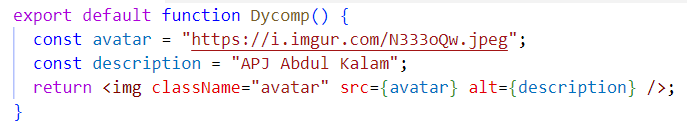 export default function Dycomp() {
  const avatar = "https://i.imgur.com/N333oQw.jpeg";
  const description = "APJ Abdul Kalam";
  return <img className="avatar" src={avatar} alt={description} />;
}